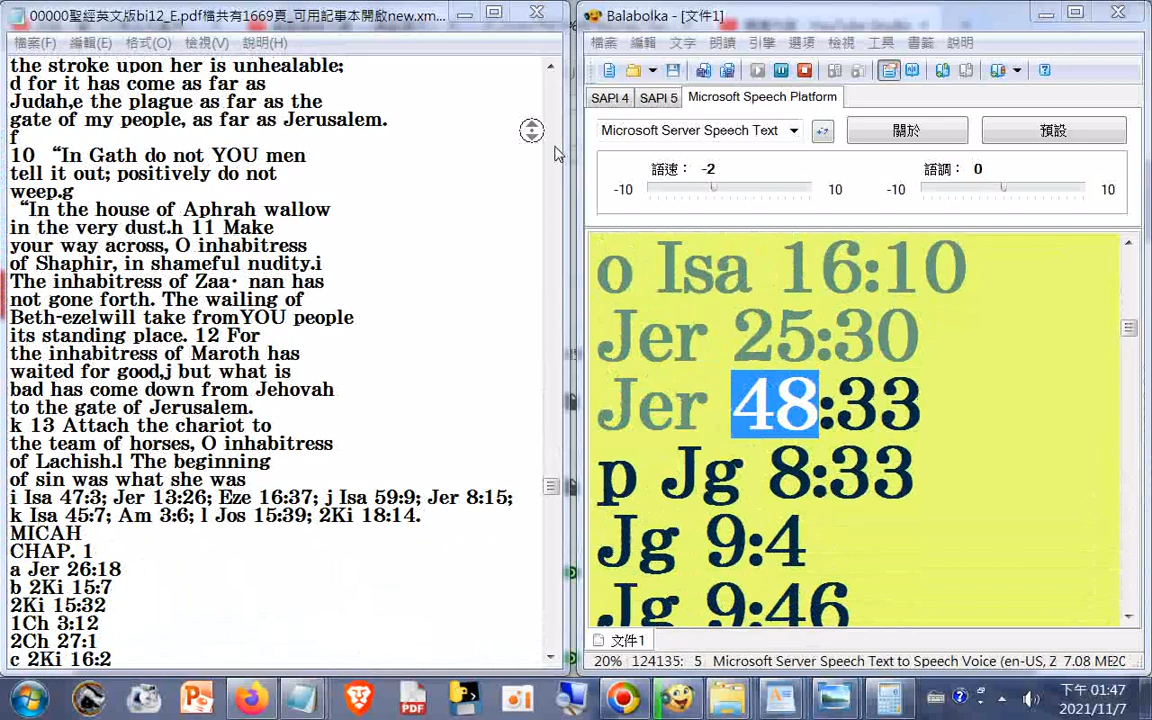 00000聖經英文版bi12_E.pdf檔共有1669頁_可用記事本開啟new.xm...
檔案(F) 編輯(E) 格式(O) 檢視(V) 說明(H)
the stroke upon her is unhealable;
d for it has come as far as
Judah,e the plague as far as the
gate of my people, as far as Jerusalem.
f
10 “In Gath do not YOU men
tell it out; positively do not
weep.g
“In the house of Aphrah wallow
in the very dust.h 11 Make
your way across, O inhabitress
of Shaphir, in shameful nudity.i
The inhabitress of Zaa· nan has
not gone forth. The wailing of
Beth-ezelwill take fromYOU people
its standing place. 12 For
the inhabitress of Maroth has
waited for good,j but what is
bad has come down from Jehovah
to the gate of Jerusalem.
k 13 Attach the chariot to
the team of horses, O inhabitress
of Lachish.l The beginning
of sin was what she was
i Isa 47:3; Jer 13:26; Eze 16:37; j Isa 59:9; Jer 8:15;
k Isa 45:7; Am 3:6; l Jos 15:39; 2Ki 18:14.
MICAH
CHAP. 1
a Jer 26:18
b 2Ki 15:7
2Ki 15:32
1Ch 3:12
2Ch 27:1
c 2Ki 16:2
Balabolka - [文件1]
檔案 編輯 文字 朗讀 引擎 選項 檢視 工具 書籤 說明
SAPI 4 SAPI 5 Microsoft Speech Platform
Microsoft Server Speech Text 關於 預設
語速： -2 語調： 0
-10 10 -10 10
o Isa 16:10
Jer 25:30
Jer 48:33
p Jg 8:33
Jg 9:4
Jg 9:46
文件1
20% 124135: 5 Microsoft Server Speech Text to Speech Voice (en-US, Z 7.08 ME20
PDF
下午 01:47
2021/11/7